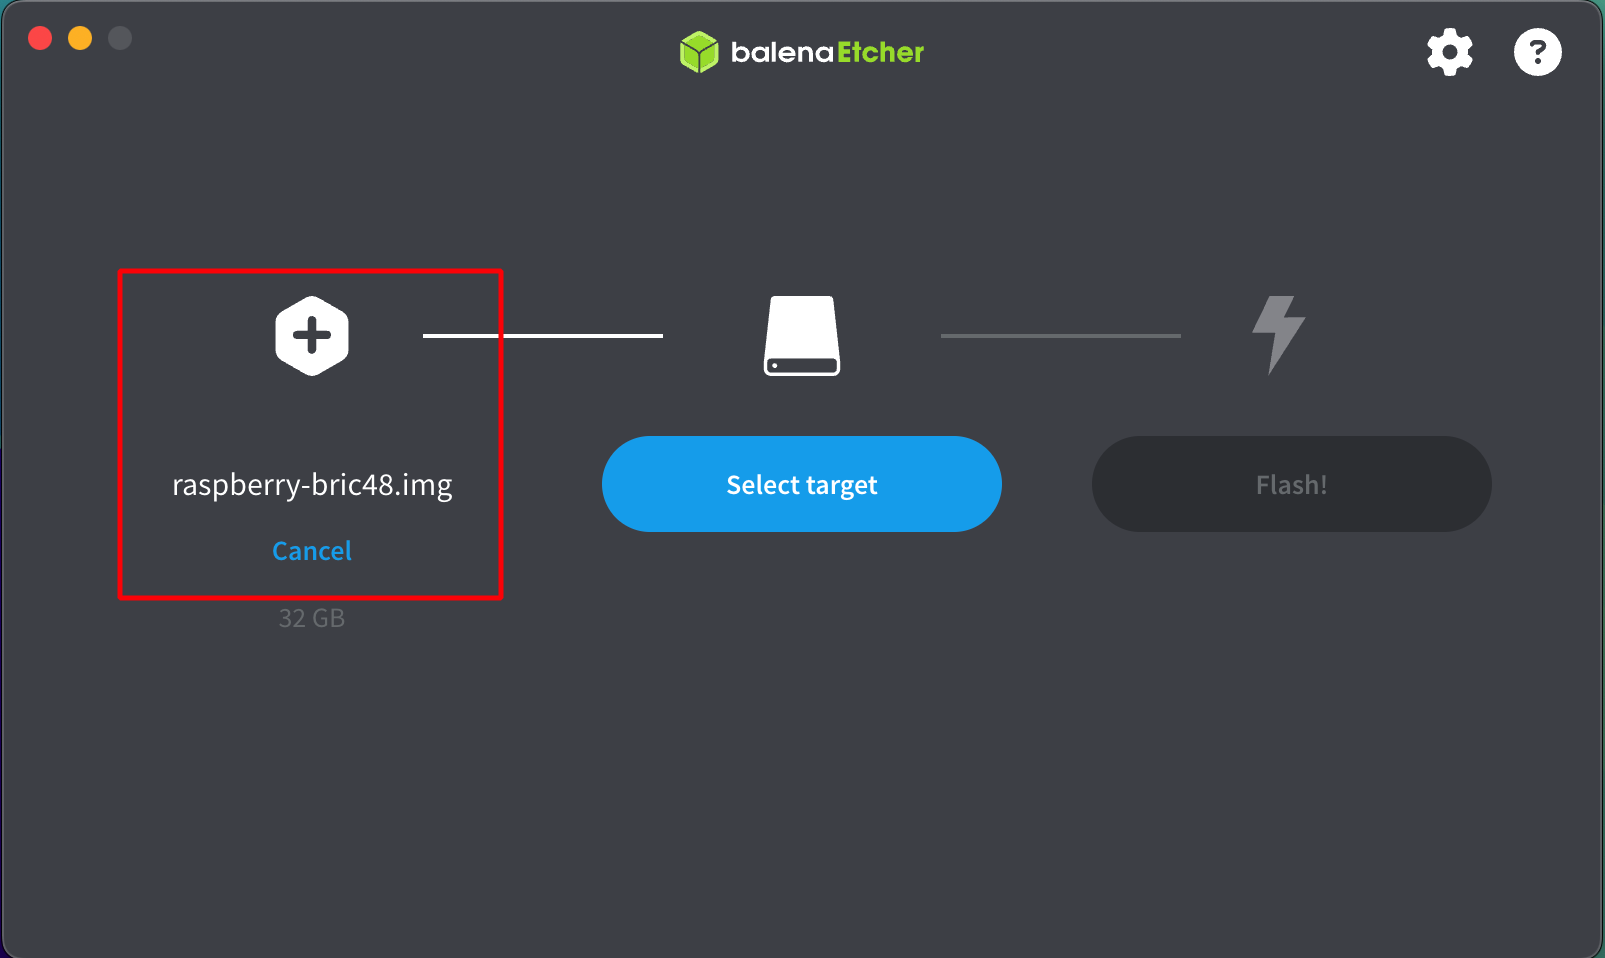 balenaEtcher
?
raspberry-bric48.img
Cancel
32 GB
Select target
Flash!